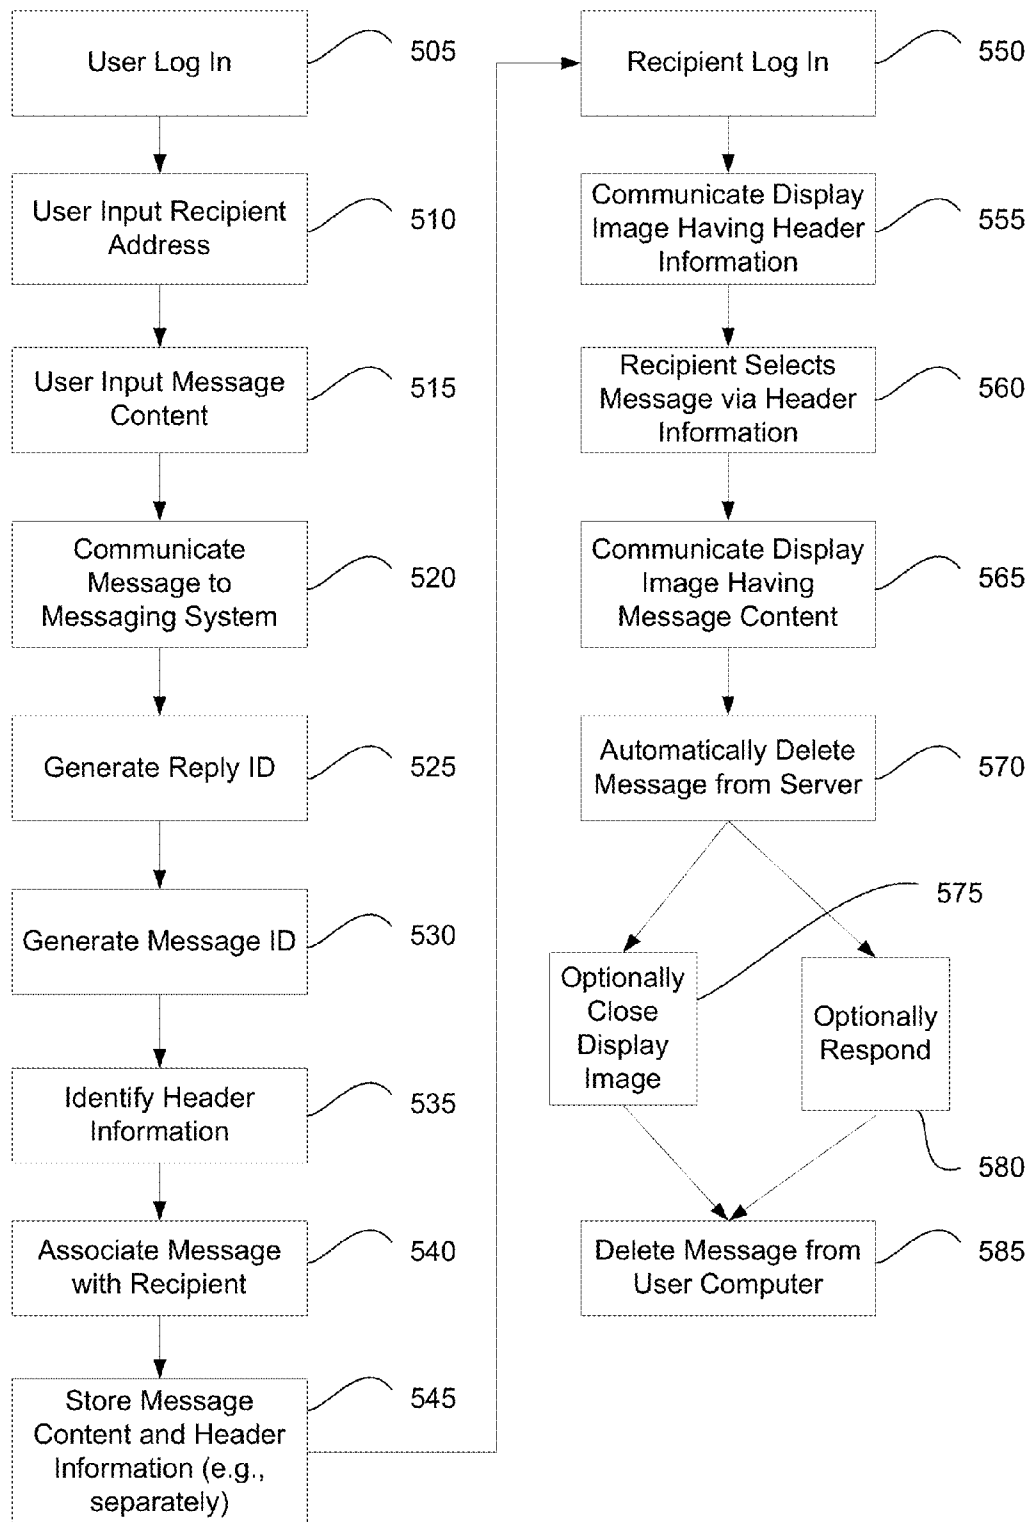 User Log In
505
User Input Recipient
Address
510
User Input Message
Content
515
Communicate
Message to
Messaging System
520
Generate Reply ID
525
Generate Message ID
530
Identify Header
Information
535
Associate Message
with Recipient
540
Store Message
Content and Header
Information (e.g.,
separately)
545
Recipient Log In
550
Communicate Display
Image Having Header
Information
555
Recipient Selects
Message via Header
Information
560
Communicate Display
Image Having
Message Content
565
Automatically Delete
Message from Server
570
Optionally
Close
Display
Image
575
Optionally
Respond
580
Delete Message from
User Computer
585